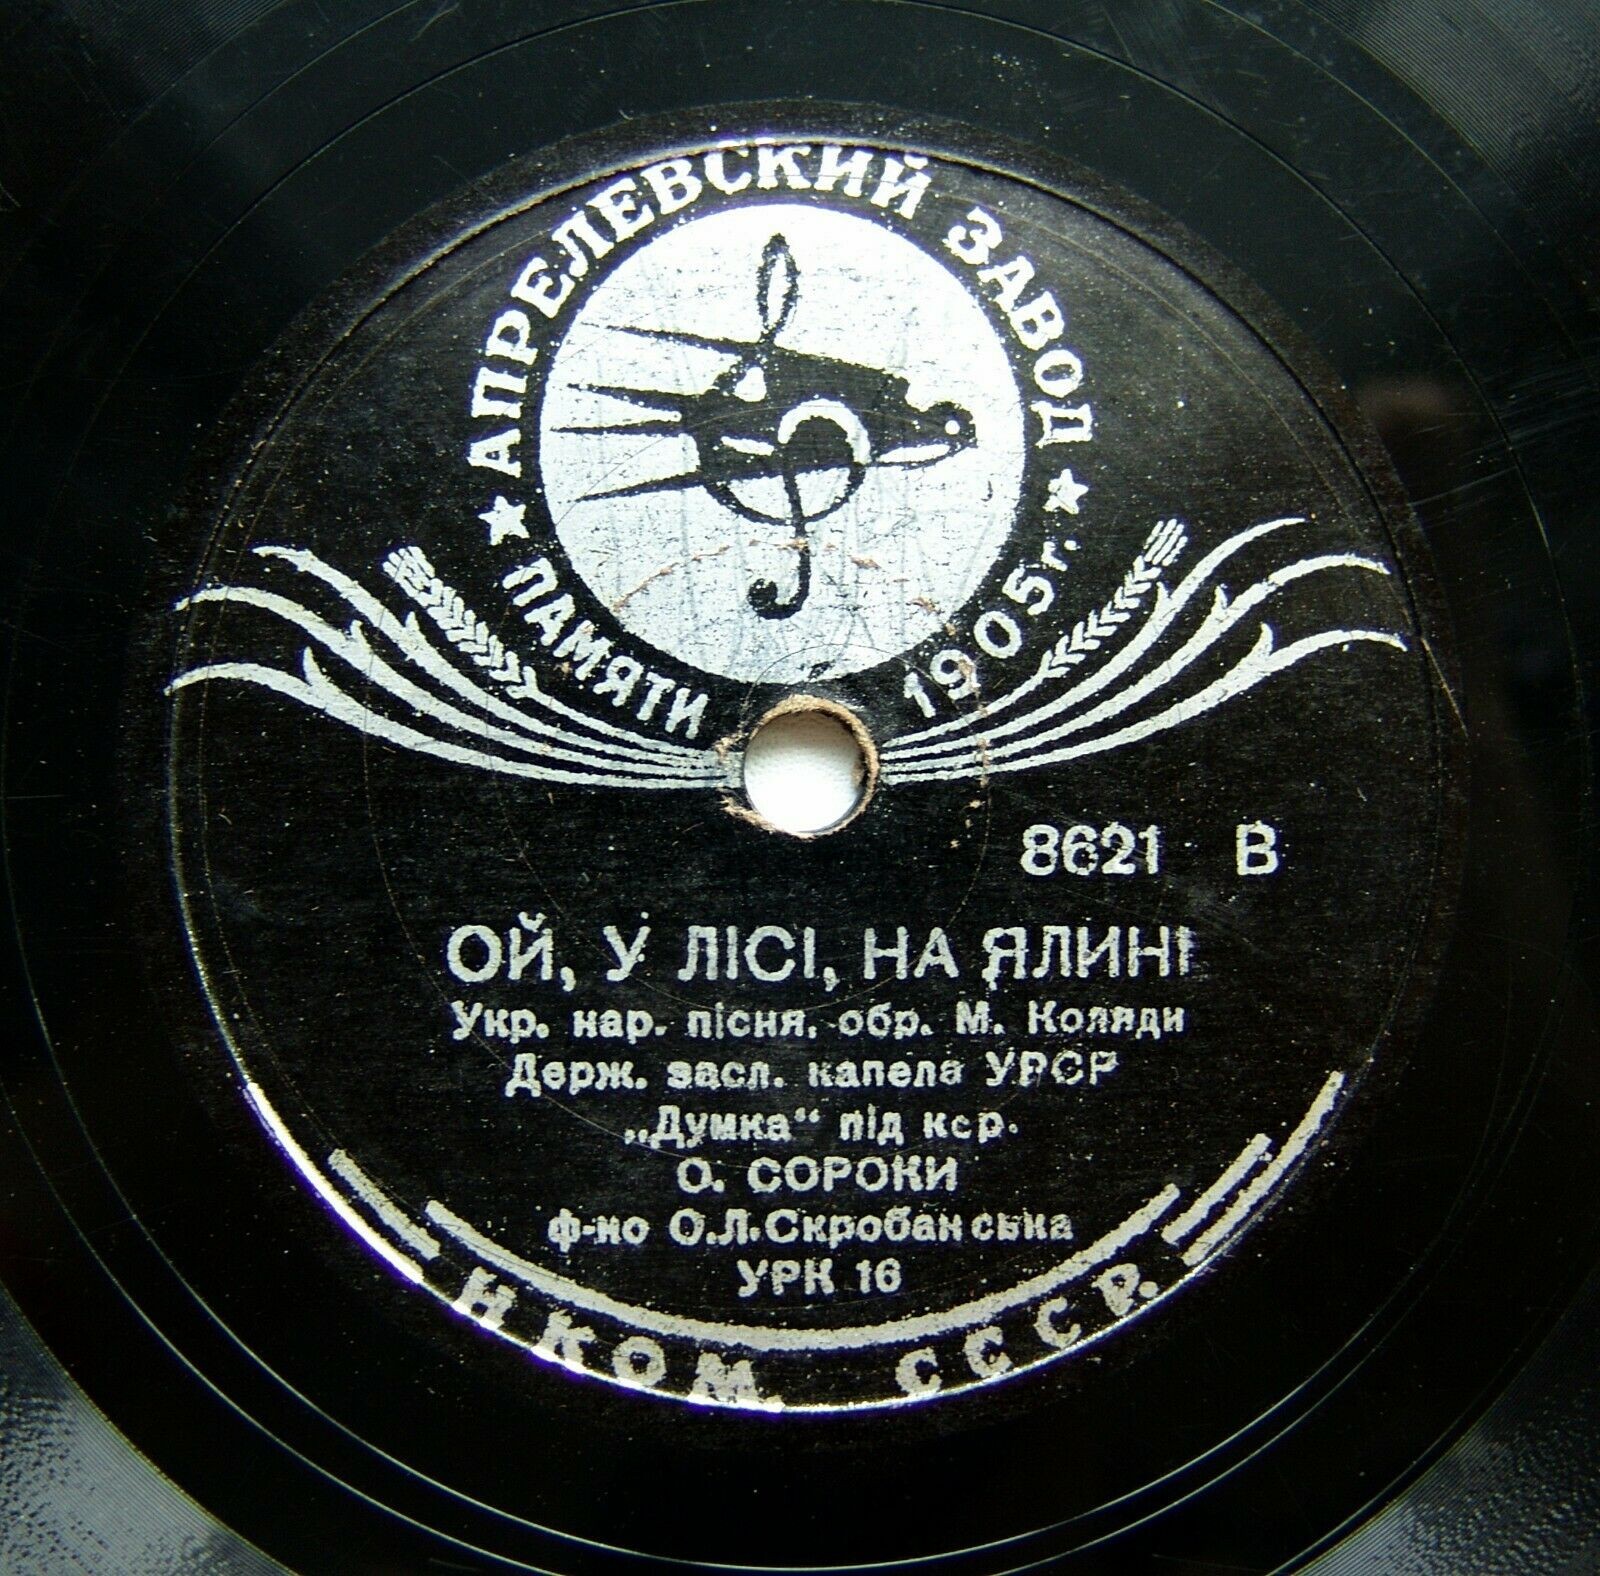 АПРЕЛЕВСКИЙ ЗАВОД
ПАМЯТИ 1905 г.
8621 В
ОЙ, У ЛІСІ, НА ЯЛИНІ
Укр. нар. пісня. обр. М. Коляди
Держ. засл. капела УРСР
„Думка“ під кер.
О. СОРОКИ
ф-но О.Л.Скробанська
УРК 16
НКОМ. СССР.